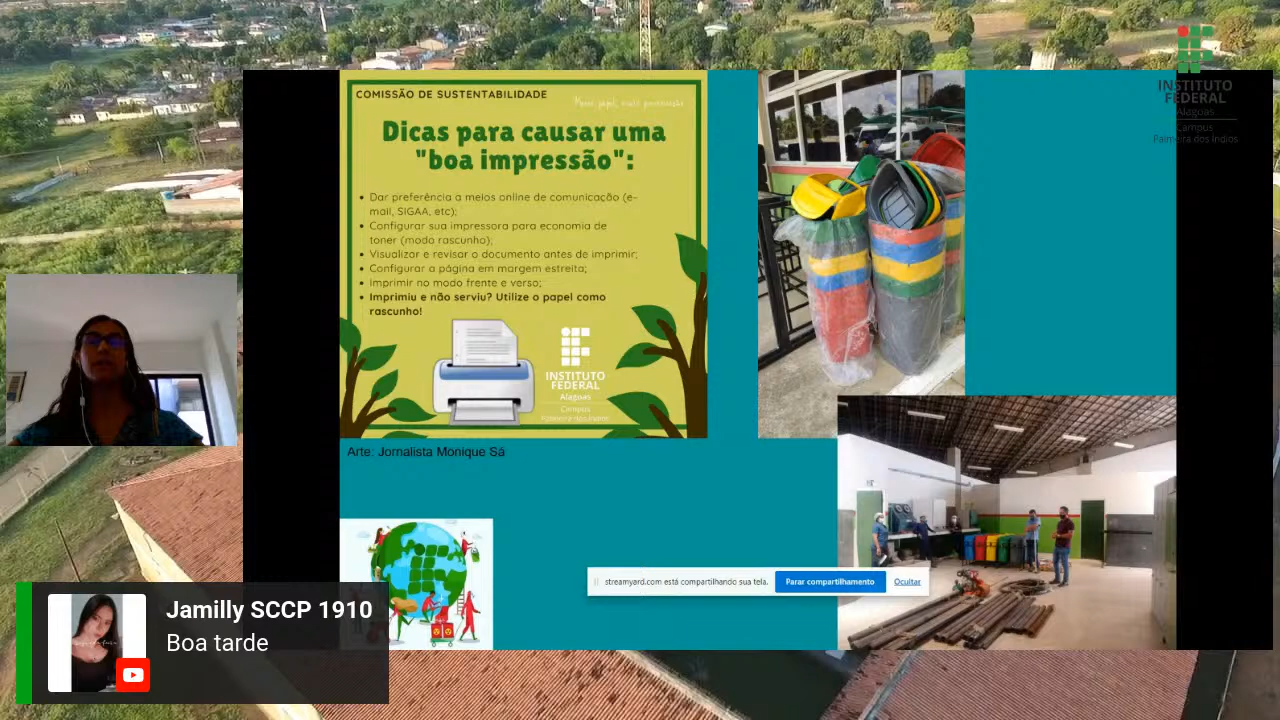 COMISSÃO DE SUSTENTABILIDADE
Dicas para causar uma
"boa impressão":
Dar preferência a meios online de comunicação (e-
mail, SIGAA, etc);
Configurar sua impressora para economia de
toner (modo rascunho);
Visualizar e revisar o documento antes de imprimir;
Configurar a página em margem estreita;
Imprimir no modo frente e verso;
Imprimiu e não serviu? Utilize o papel como
rascunho!
INSTITUTO
FEDERAL
Alagoas
Campus
Palmeira dos Índios
Arte: Jornalista Monique Sá
INSTITUTO
FEDERAL
Alagoas
Campus
Palmeira dos Índios
streamyard.com está compartilhando sua tela.
Parar compartilhamento
Ocultar
Jamilly SCCP 1910
Boa tarde